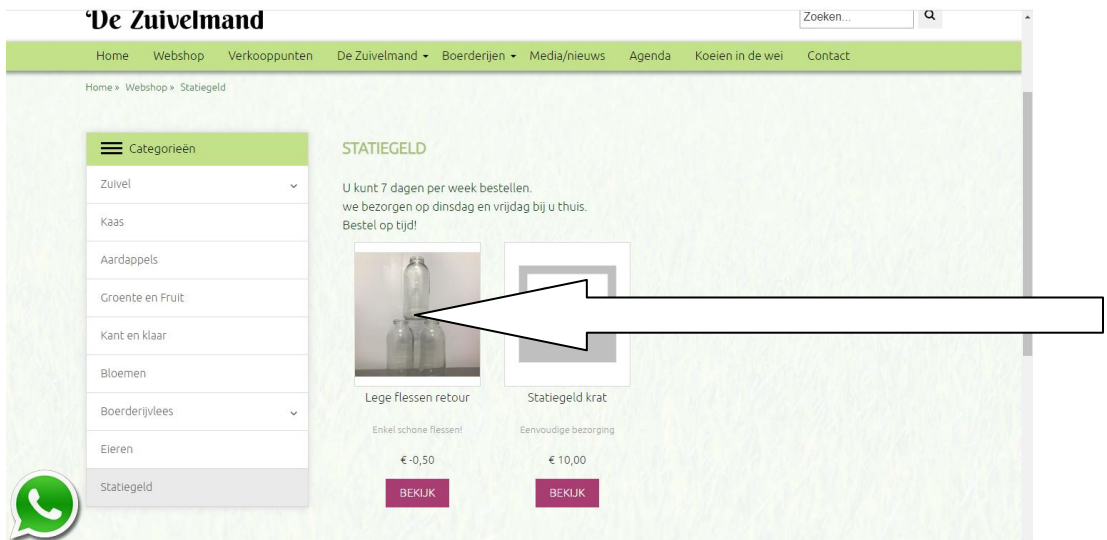 De Zuivelmand
Zoeken...
Home Webshop Verkooppunten De Zuivelmand Boerderijen Media/nieuws Agenda Koeien in de wei Contact
Home » Webshop » Statiegeld
Categorieën
Zuivel
Kaas
Aardappels
Groente en Fruit
Kant en klaar
Bloemen
Boerderijvlees
Eieren
Statiegeld
STATIEGELD
U kunt 7 dagen per week bestellen.
we bezorgen op dinsdag en vrijdag bij u thuis.
Bestel op tijd!
Lege flessen retour
Enkel schone flessen!
€ -0,50
BEKIJK
Statiegeld krat
Eenvoudige bezorging
€ 10,00
BEKIJK